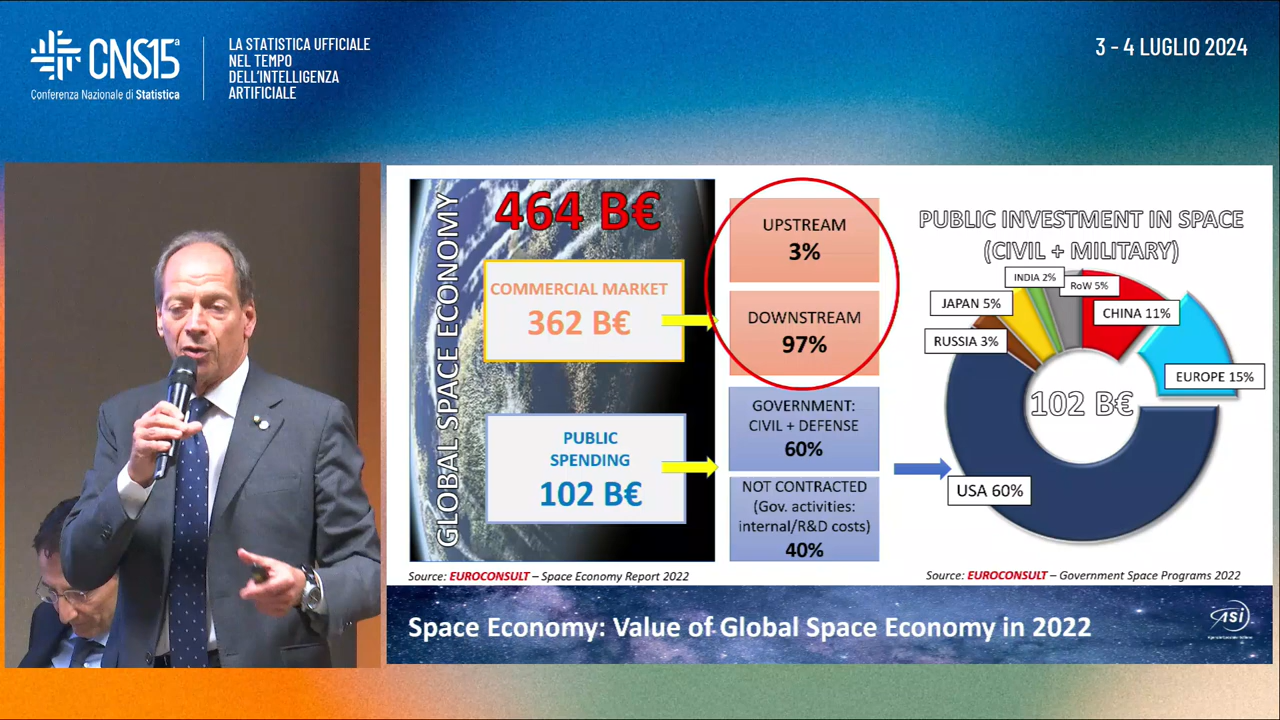 CNS15ª
Conferenza Nazionale di Statistica
LA STATISTICA UFFICIALE
NEL TEMPO
DELL'INTELLIGENZA
ARTIFICIALE
3 - 4 LUGLIO 2024
GLOBAL SPACE ECONOMY
464 B€
COMMERCIAL MARKET
362 B€
PUBLIC
SPENDING
102 B€
UPSTREAM
3%
DOWNSTREAM
97%
GOVERNMENT:
CIVIL + DEFENSE
60%
NOT CONTRACTED
(Gov. activities:
internal/R&D costs)
40%
PUBLIC INVESTMENT IN SPACE
(CIVIL + MILITARY)
INDIA 2%
RoW 5%
JAPAN 5%
CHINA 11%
RUSSIA 3%
EUROPE 15%
102 B€
USA 60%
Source: EUROCONSULT – Space Economy Report 2022
Source: EUROCONSULT – Government Space Programs 2022
Space Economy: Value of Global Space Economy in 2022
ASI
Agenzia Spaziale Italiana